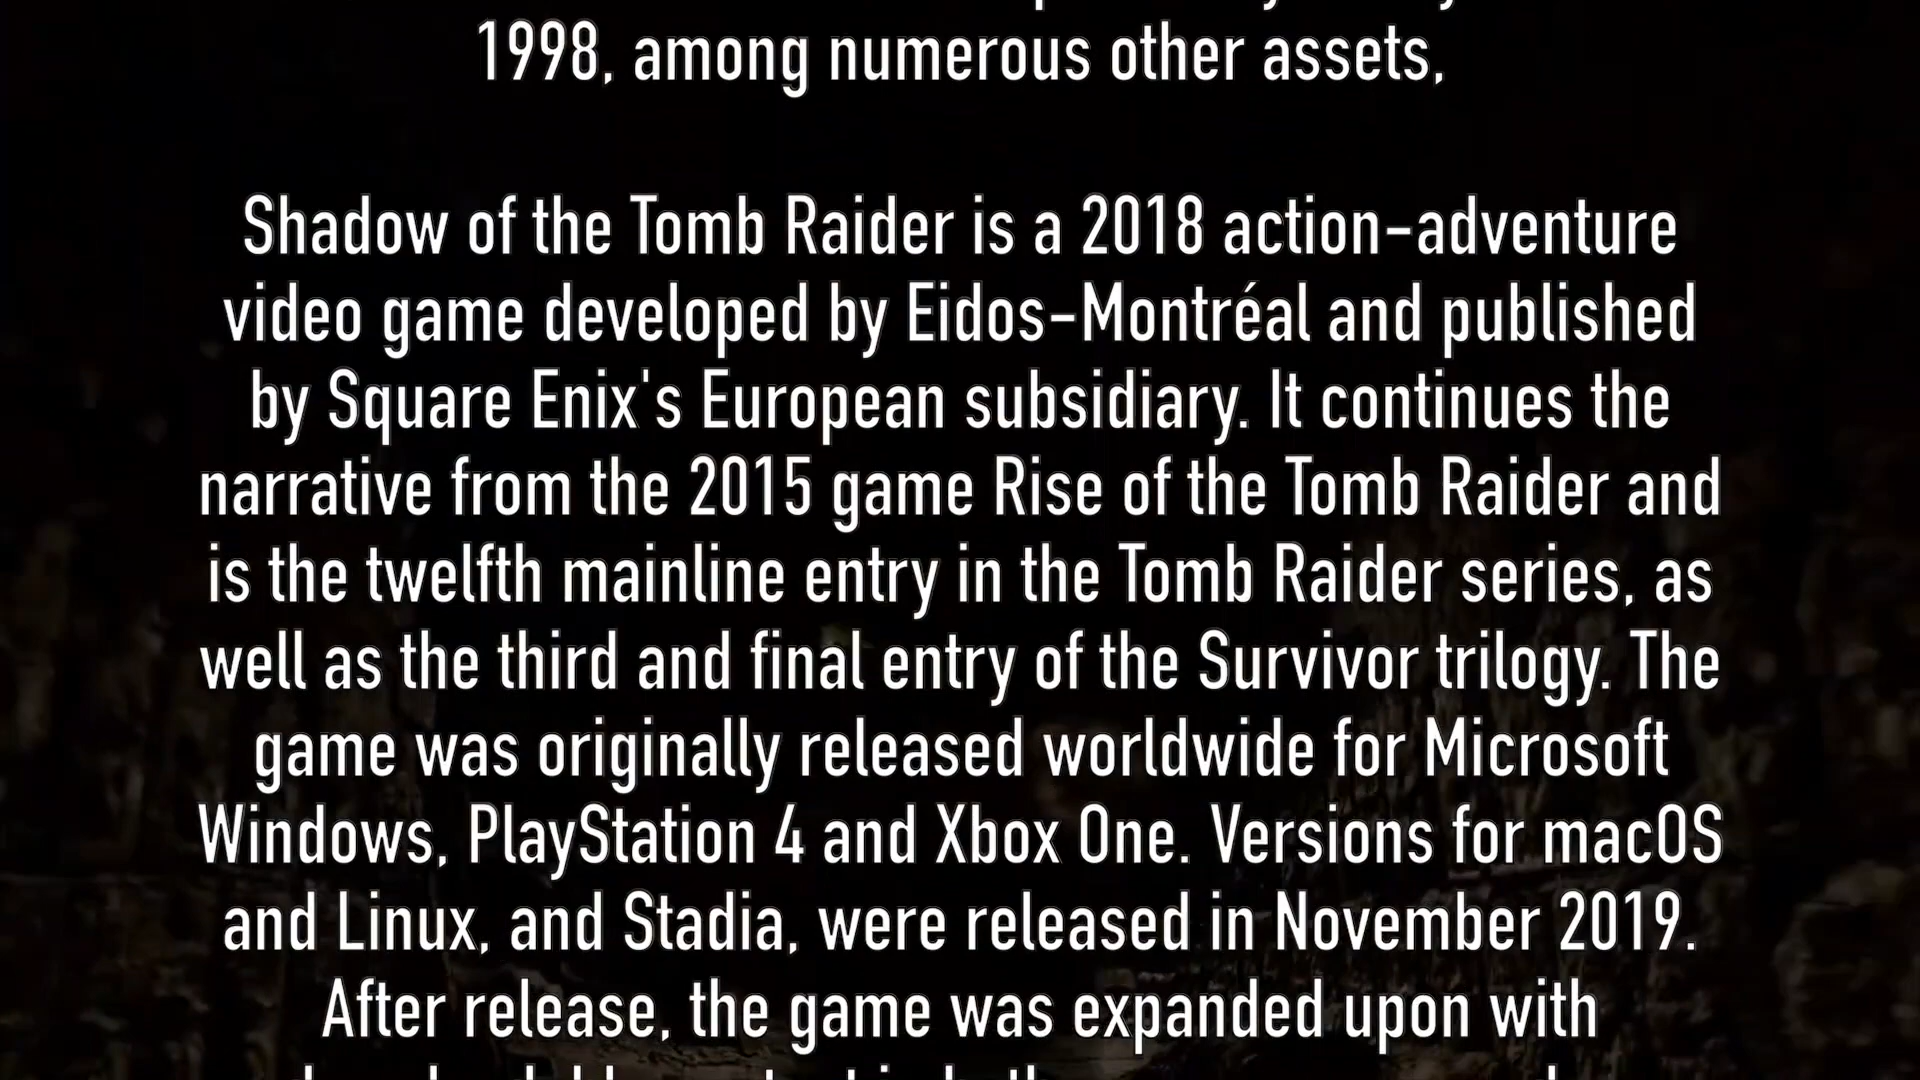 1998, among numerous other assets,
Shadow of the Tomb Raider is a 2018 action-adventure
video game developed by Eidos-Montréal and published
by Square Enix's European subsidiary. It continues the
narrative from the 2015 game Rise of the Tomb Raider and
is the twelfth mainline entry in the Tomb Raider series, as
well as the third and final entry of the Survivor trilogy. The
game was originally released worldwide for Microsoft
Windows, PlayStation 4 and Xbox One. Versions for macOS
and Linux, and Stadia, were released in November 2019.
After release, the game was expanded upon with